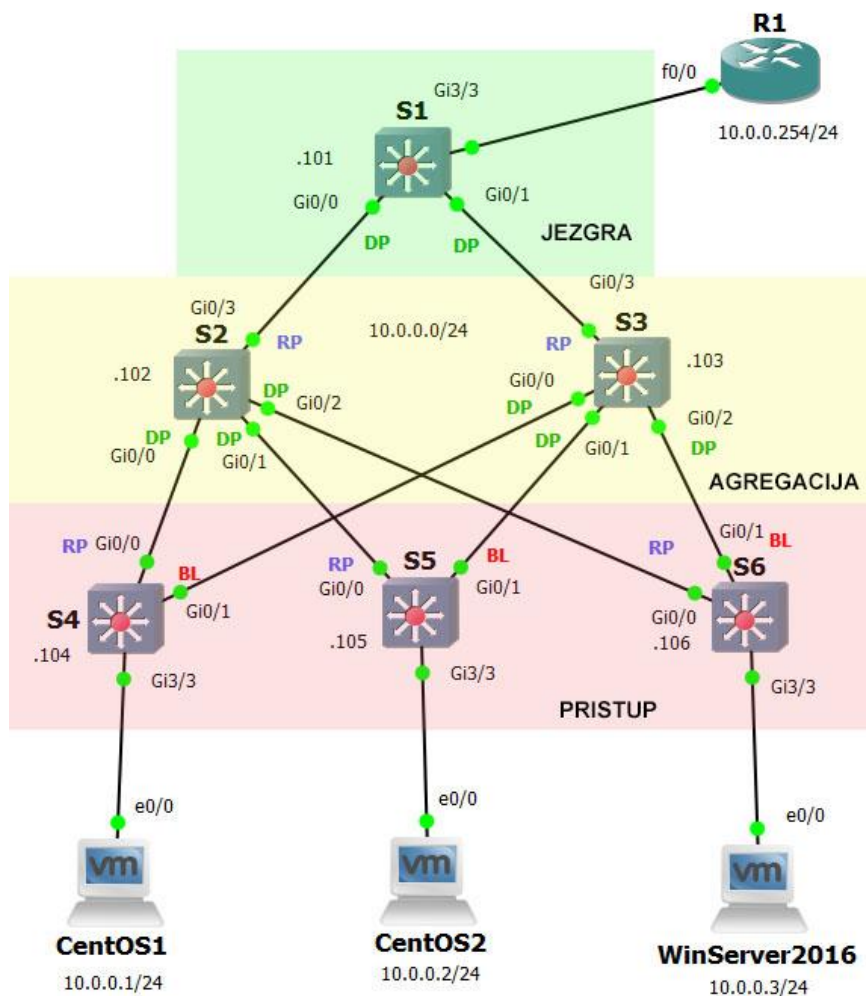 R1
f0/0
10.0.0.254/24
Gi3/3
S1
.101
Gi0/0
Gi0/1
DP
DP
JEZGRA
Gi0/3
Gi0/3
S2
10.0.0.0/24
S3
RP
RP
.102
.103
Gi0/0
DP
Gi0/2
DP
Gi0/2
DP
DP
DP
Gi0/1
Gi0/1
DP
Gi0/0
DP
AGREGACIJA
RP
Gi0/0
BL
Gi0/1
S4
.104
Gi3/3
RP
Gi0/0
S5
BL
Gi0/1
.105
Gi3/3
RP
Gi0/1
BL
S6
Gi0/0
.106
Gi3/3
PRISTUP
e0/0
e0/0
e0/0
vm
vm
vm
CentOS1
CentOS2
WinServer2016
10.0.0.1/24
10.0.0.2/24
10.0.0.3/24